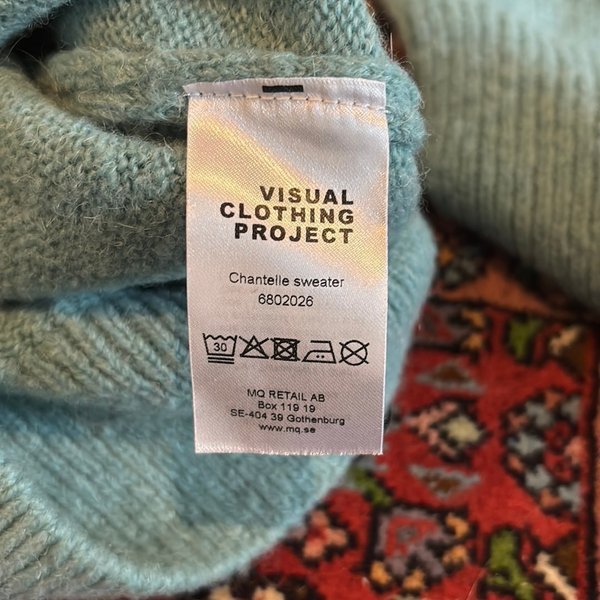 VISUAL
CLOTHING
PROJECT
Chantelle sweater
6802026
30
MQ RETAIL AB
Box 119 19
SE-404 39 Gothenburg
www.mq.se